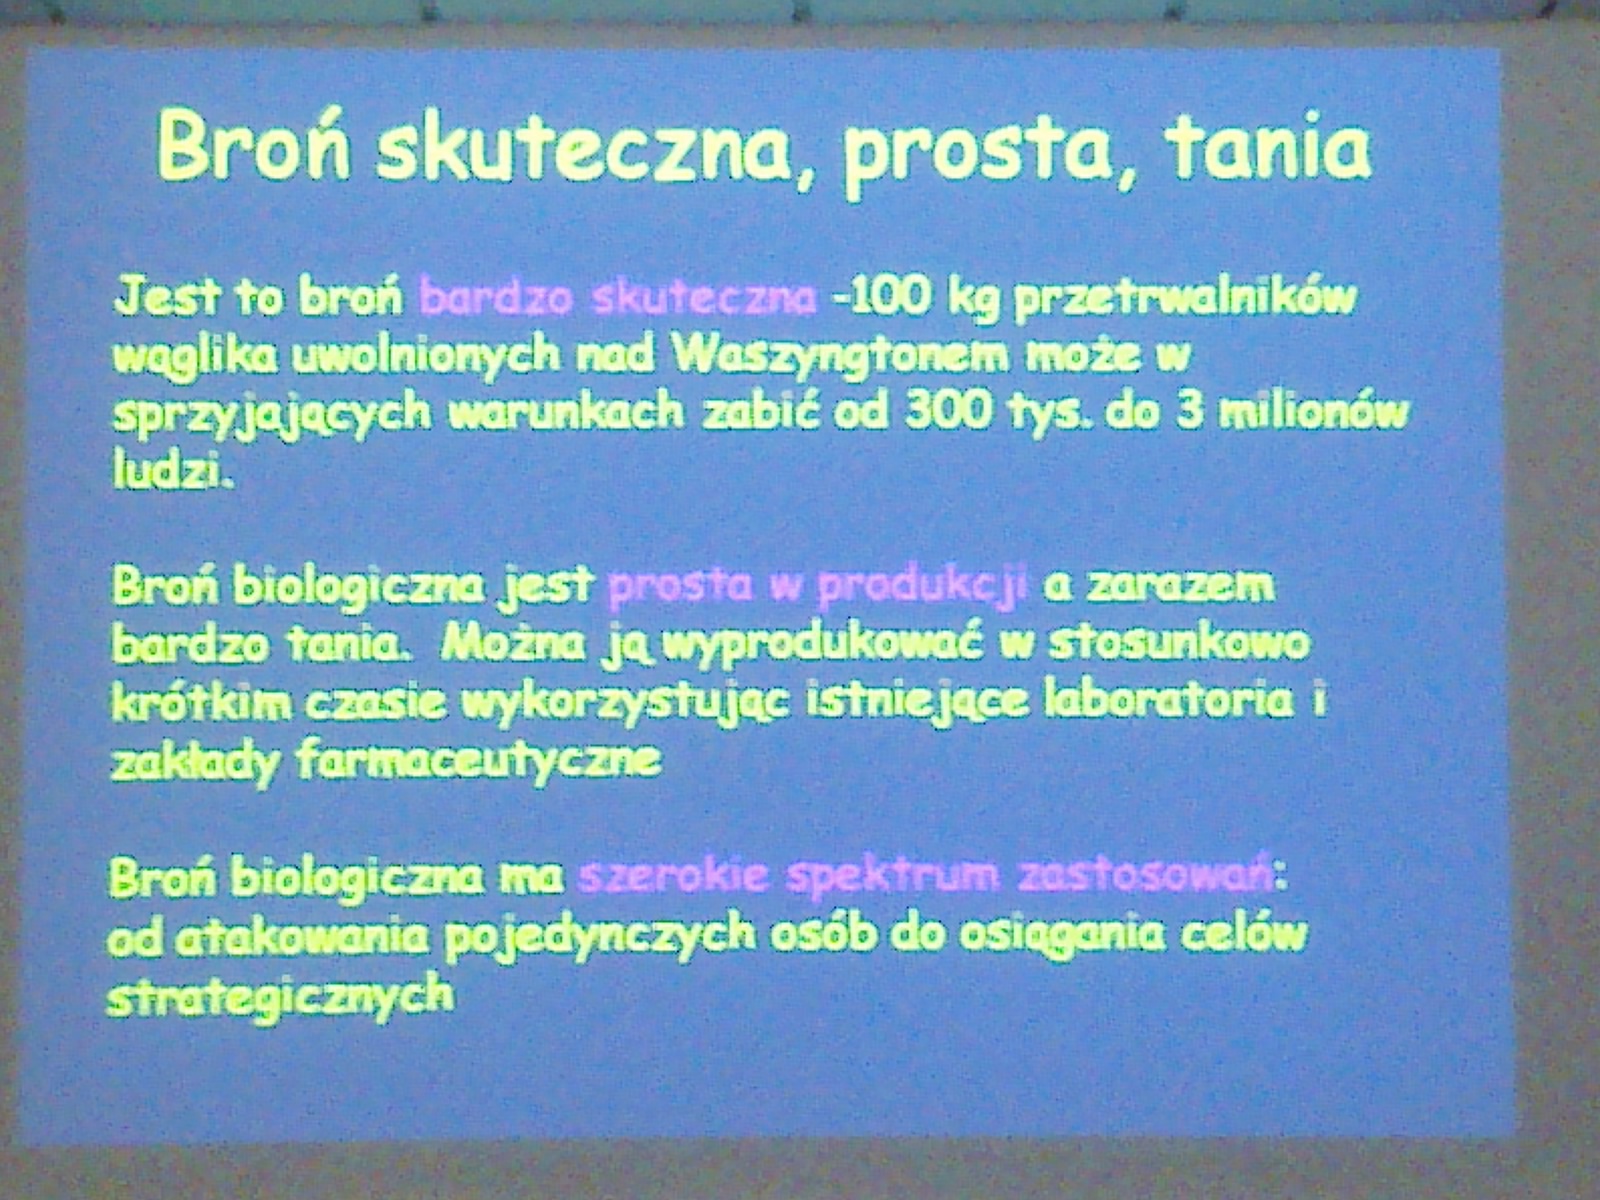 Broń skuteczna, prosta, tania
Jest to broń bardzo skuteczna -100 kg przetrwalników
wąglika uwolnionych nad Waszyngtonem może w
sprzyjających warunkach zabić od 300 tys. do 3 milionów
ludzi.
Broń biologiczna jest prosta w produkcji a zarazem
bardzo tania. Można ją wyprodukować w stosunkowo
krótkim czasie wykorzystując istniejące laboratoria i
zakłady farmaceutyczne
Broń biologiczna ma szerokie spektrum zastosowań:
od atakowania pojedynczych osób do osiągania celów
strategicznych